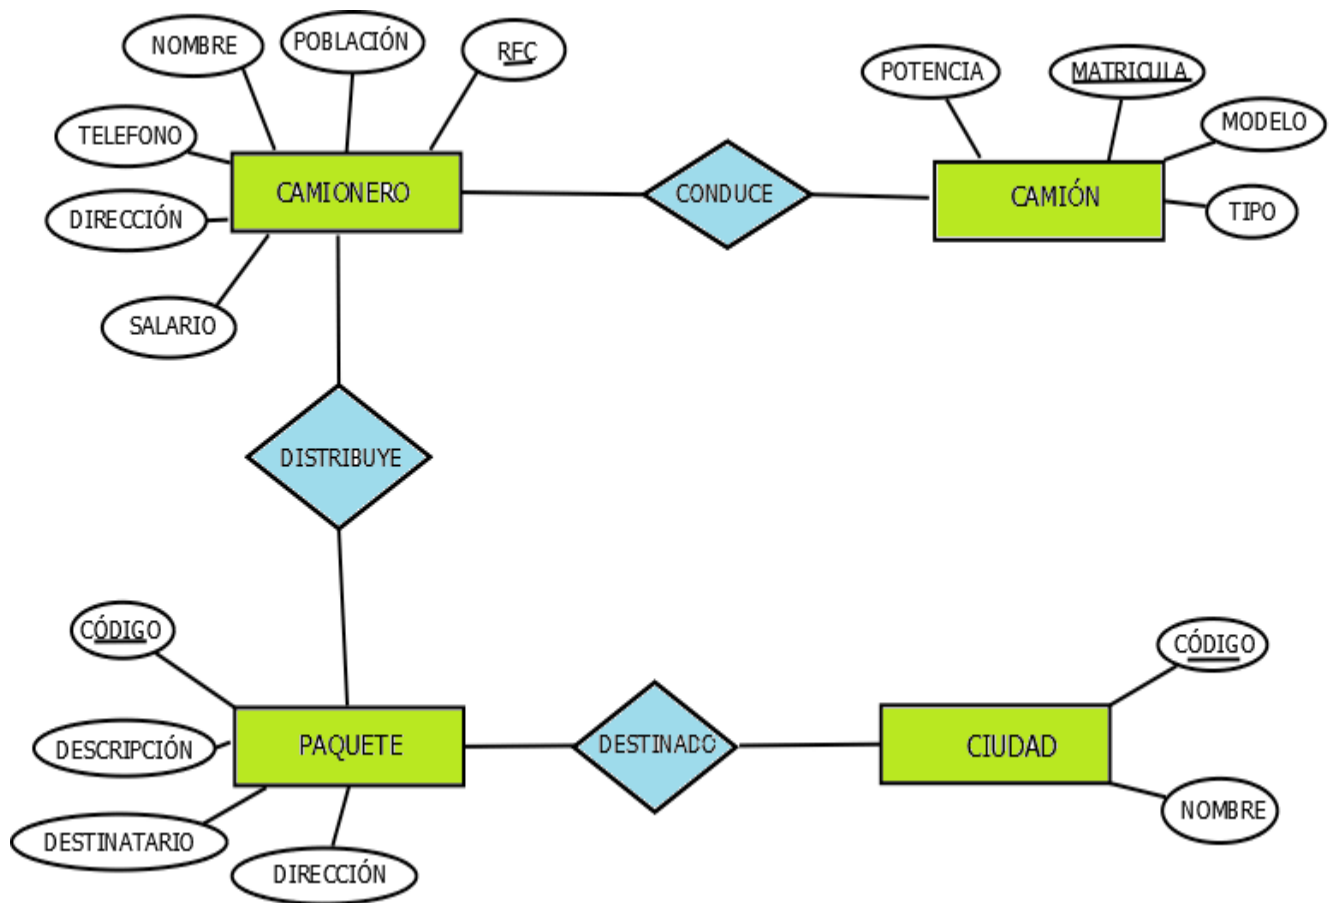 NOMBRE
POBLACIÓN
RFC
POTENCIA
MATRICULA
MODELO
TELEFONO
CAMIONERO
CONDUCE
CAMIÓN
TIPO
DIRECCIÓN
SALARIO
DISTRIBUYE
CÓDIGO
CÓDIGO
DESCRIPCIÓN
PAQUETE
DESTINADO
CIUDAD
NOMBRE
DESTINATARIO
DIRECCIÓN